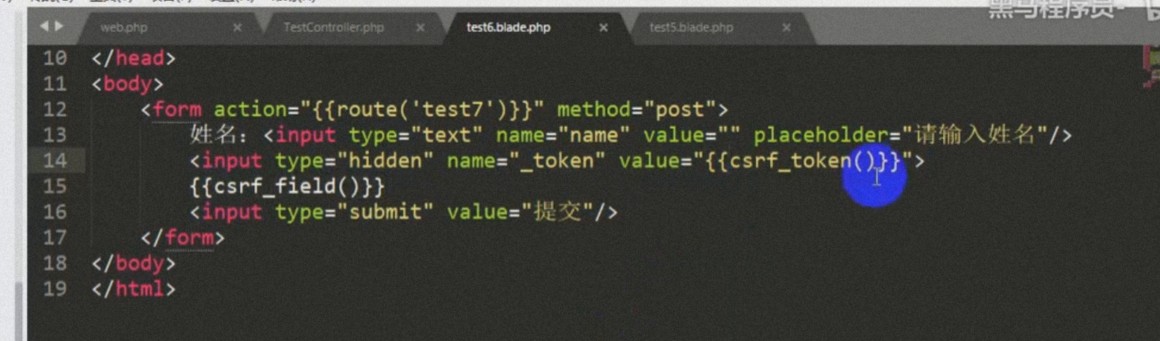 黑马程序员-
web.php × TestController.php × test6.blade.php × test5.blade.php ×
10 </head>
11 <body>
12 <form action="{{route('test7')}}" method="post">
13 姓名：<input type="text" name="name" value="" placeholder="请输入姓名"/>
14 <input type="hidden" name="_token" value="{{csrf_token()}}">
15 {{csrf_field()}}
16 <input type="submit" value="提交"/>
17 </form>
18 </body>
19 </html>